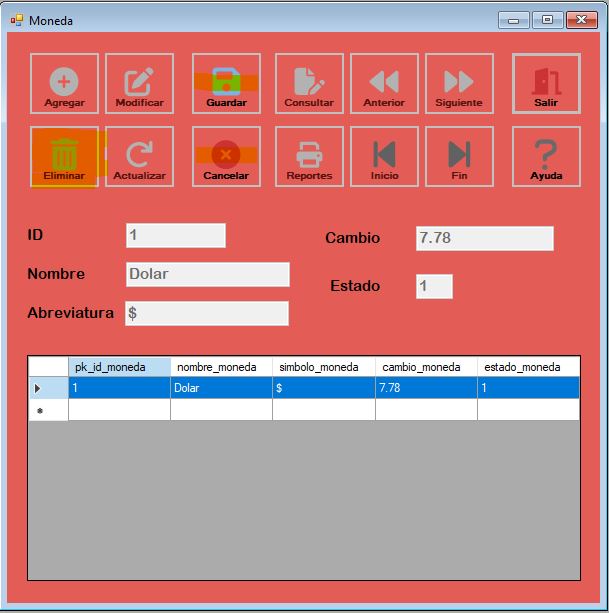 Moneda
Agregar Modificar Guardar Consultar Anterior Siguiente Salir
Eliminar Actualizar Cancelar Reportes Inicio Fin Ayuda
ID 1 Cambio 7.78
Nombre Dolar Estado 1
Abreviatura $
pk_id_moneda nombre_moneda simbolo_moneda cambio_moneda estado_moneda
1 Dolar $ 7.78 1